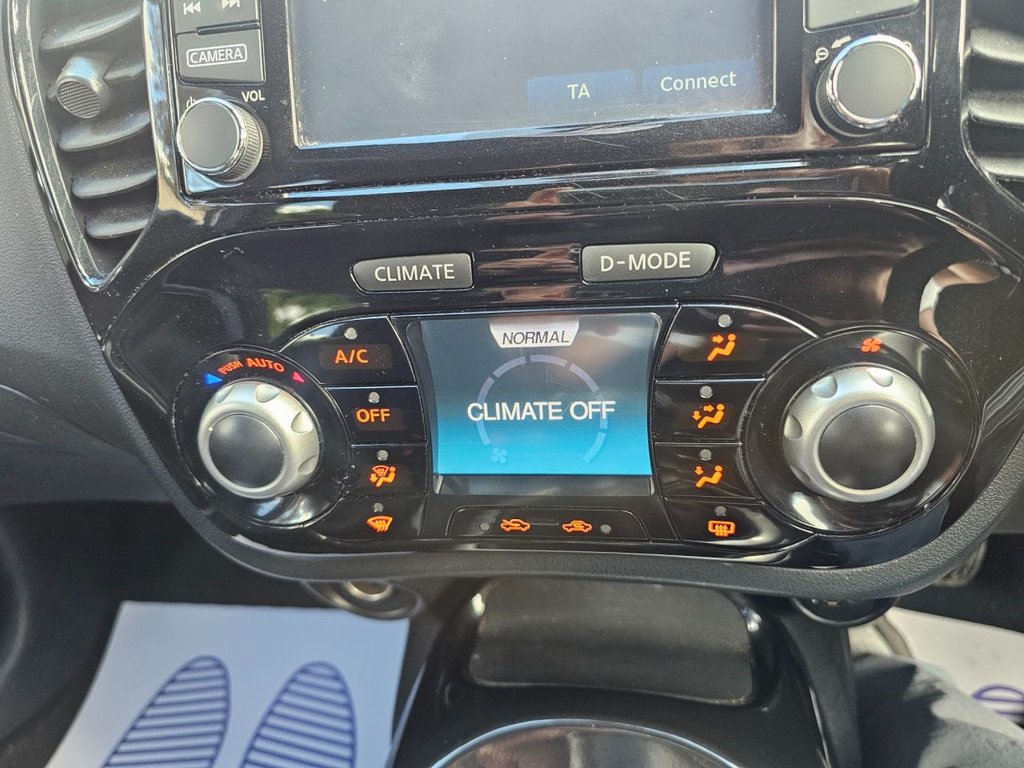 CAMERA
VOL
TA
Connect
CLIMATE
D-MODE
PUSH AUTO
A/C
OFF
NORMAL
CLIMATE OFF